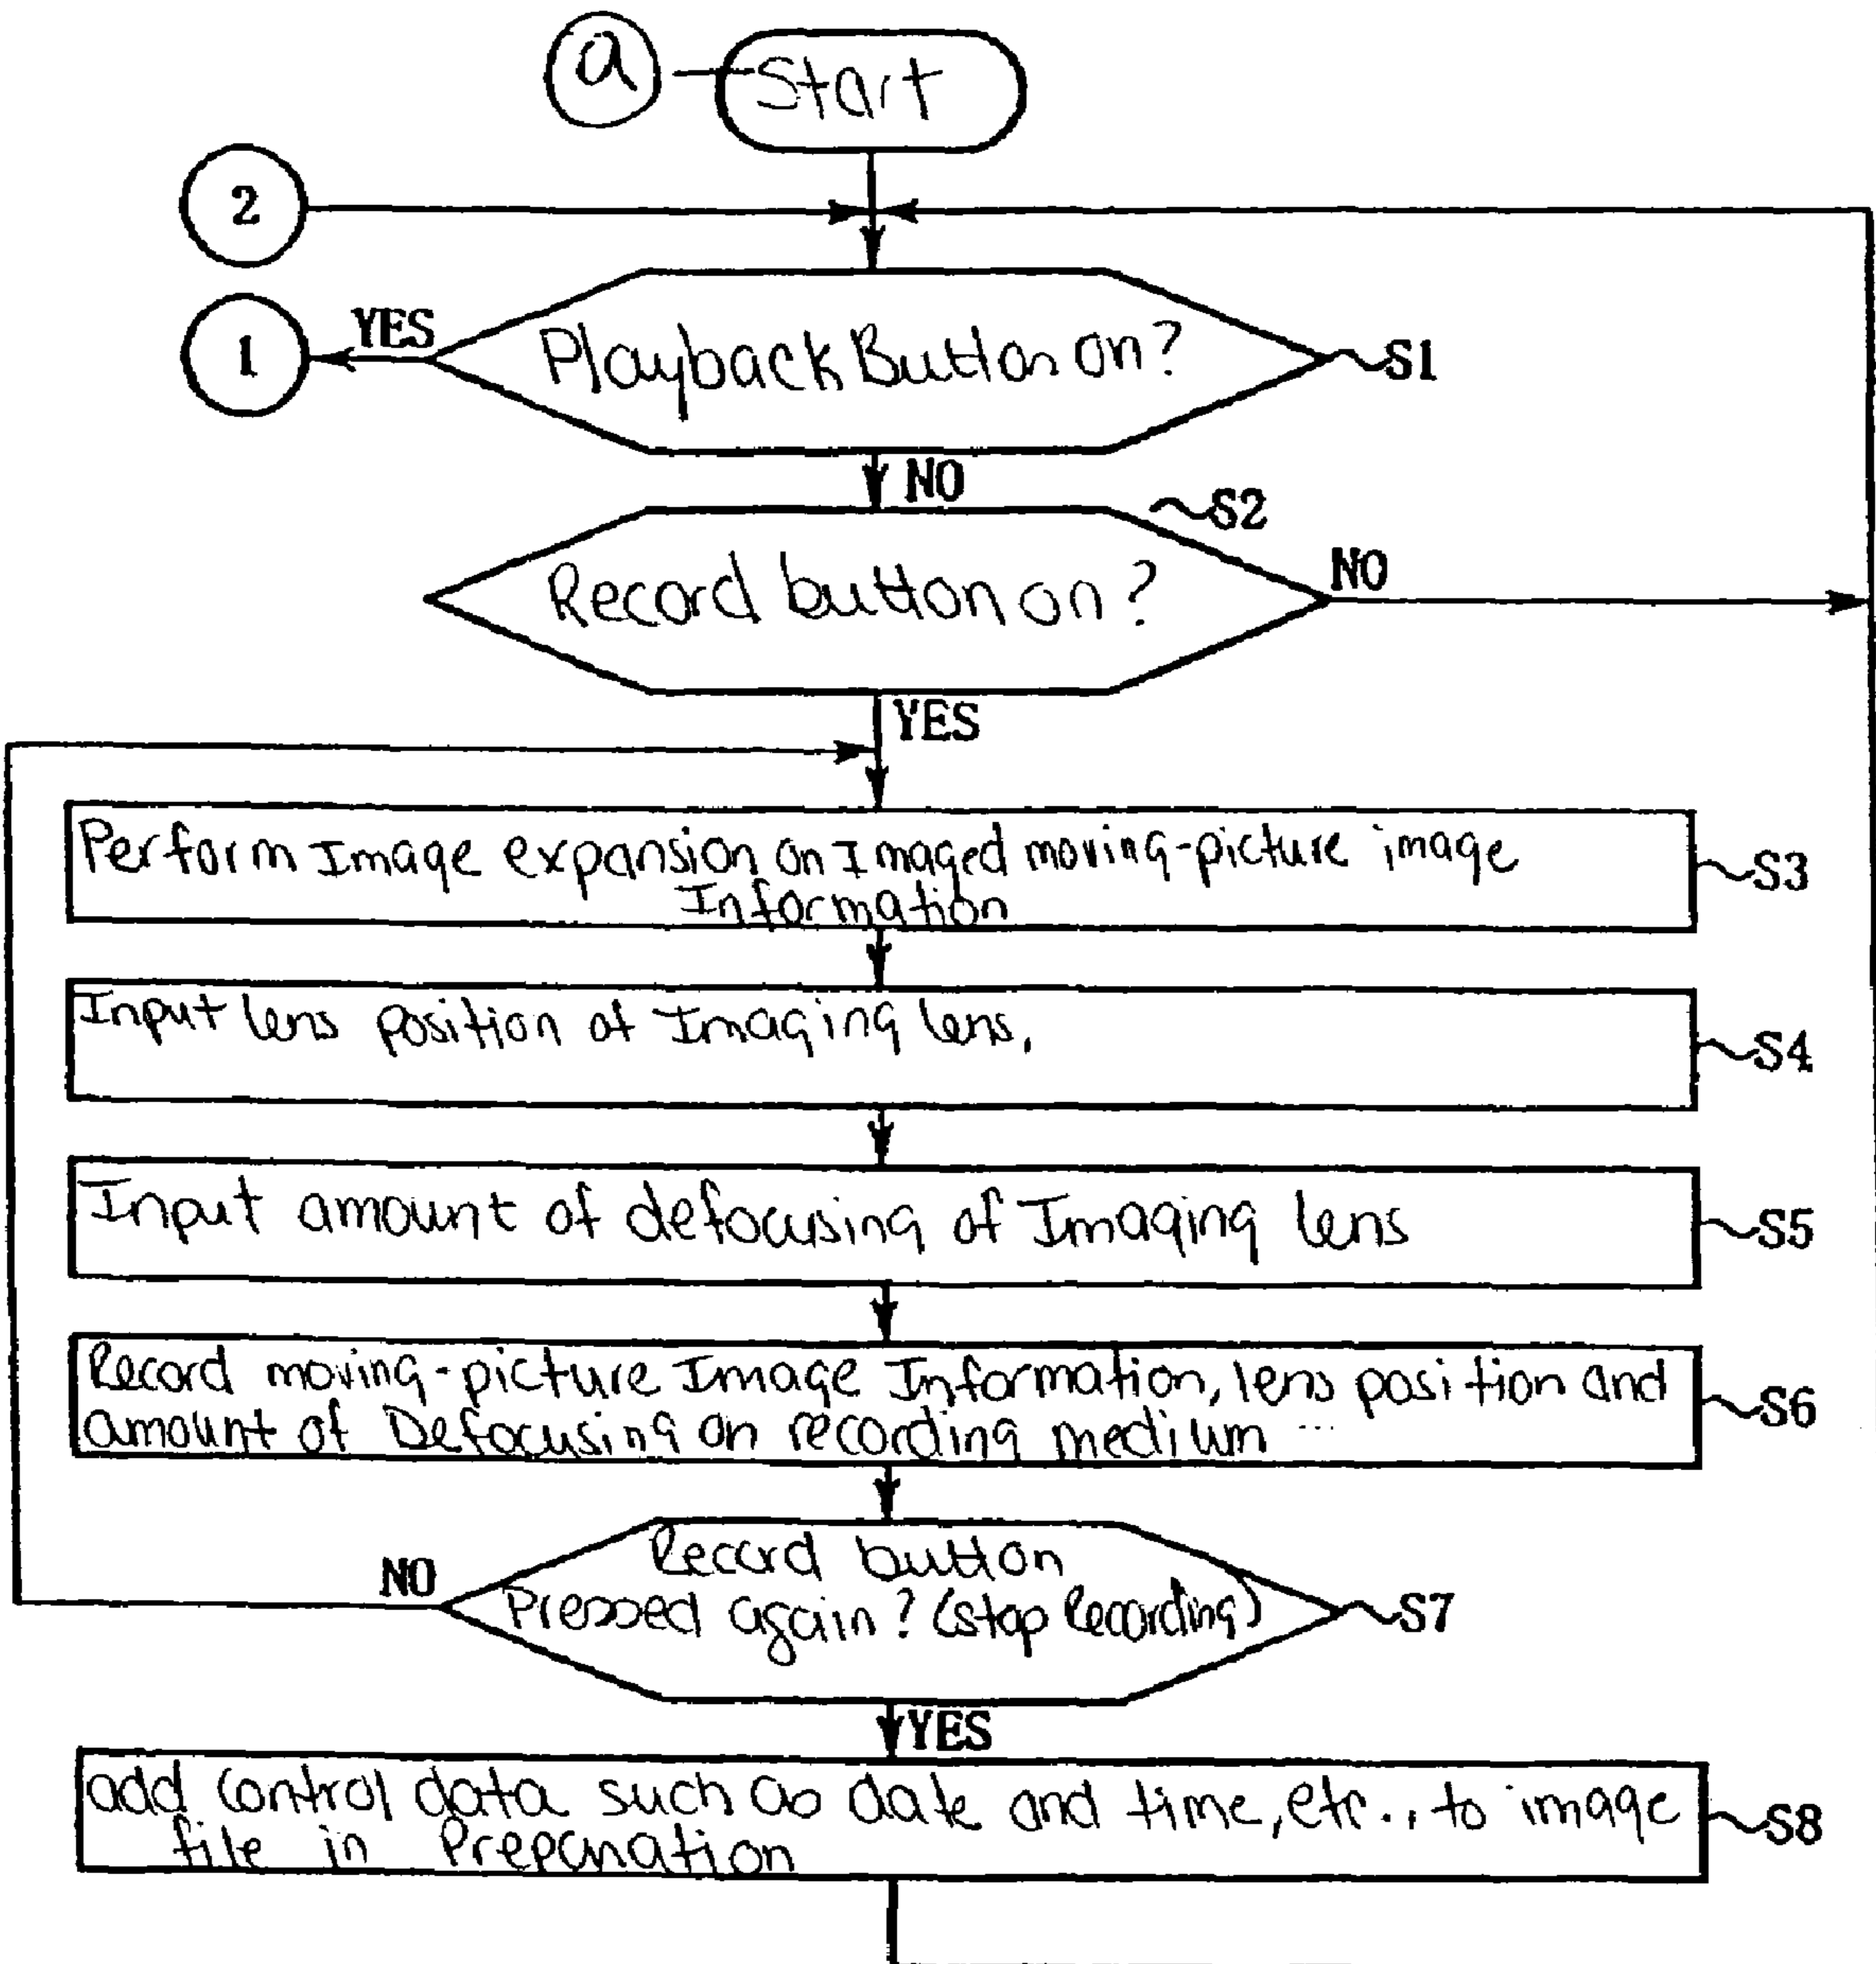 a
Start
2
1
YES
Playback Button on?
S1
NO
S2
Record button on?
NO
YES
Perform Image expansion on Imaged moving-picture image
Information
S3
Input lens position of Imaging lens.
S4
Input amount of defocusing of Imaging lens
S5
Record moving-picture Image Information, lens position and
amount of Defocusing on recording medium
S6
NO
Record button
Pressed again? (stop Recording)
S7
YES
add control data such as date and time, etc., to image
file in Preparation
S8